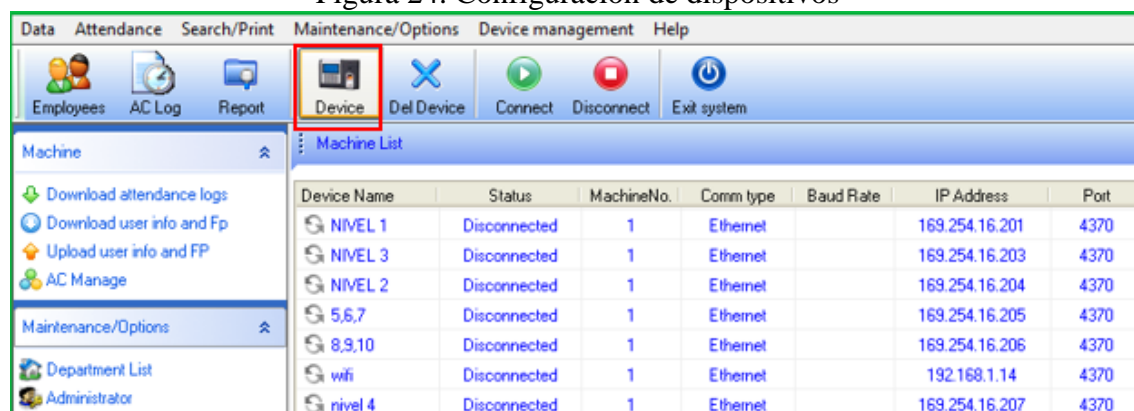 Figura 24. Configuración de dispositivos
Data Attendance Search/Print Maintenance/Options Device management Help
Employees AC Log Report Device Del Device Connect Disconnect Exit system
Machine
Download attendance logs
Download user info and Fp
Upload user info and FP
AC Manage
Maintenance/Options
Department List
Administrator
Machine List
Device Name Status MachineNo. Comm type Baud Rate IP Address Port
NIVEL 1 Disconnected 1 Ethernet 169.254.16.201 4370
NIVEL 3 Disconnected 1 Ethernet 169.254.16.203 4370
NIVEL 2 Disconnected 1 Ethernet 169.254.16.204 4370
5,6,7 Disconnected 1 Ethernet 169.254.16.205 4370
8,9,10 Disconnected 1 Ethernet 169.254.16.206 4370
wifi Disconnected 1 Ethernet 192.168.1.14 4370
nivel 4 Disconnected 1 Ethernet 169.254.16.207 4370